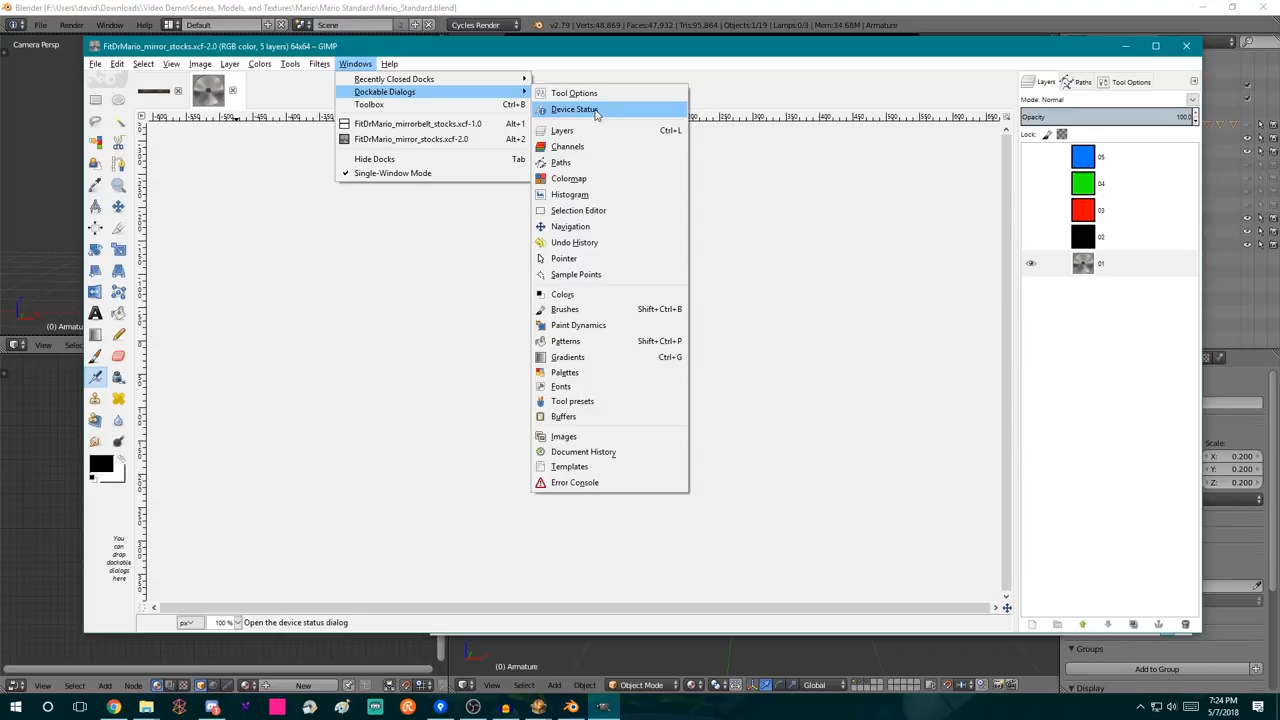 Blender [F:\Users\david\Downloads\Video Demo\Scenes, Models, and Textures\Mario\Mario Standard\Mario_Standard.blend]
File Render Window Help Default Scene Cycles Render v2.79 | Verts:48,869 | Faces:47,932 | Tris:95,864 | Objects:1/19 | Lamps:0/3 | Mem:34.68M | Armature
Camera Persp
FitDrMario_mirror_stocks.xcf-2.0 (RGB color, 5 layers) 64x64 – GIMP
File Edit Select View Image Layer Colors Tools Filters Windows Help
Recently Closed Docks
Dockable Dialogs
Toolbox Ctrl+B
FitDrMario_mirrorbelt_stocks.xcf-1.0 Alt+1
FitDrMario_mirror_stocks.xcf-2.0 Alt+2
Hide Docks Tab
Single-Window Mode
Tool Options
Device Status
Layers Ctrl+L
Channels
Paths
Colormap
Histogram
Selection Editor
Navigation
Undo History
Pointer
Sample Points
Colors
Brushes Shift+Ctrl+B
Paint Dynamics
Patterns Shift+Ctrl+P
Gradients Ctrl+G
Palettes
Fonts
Tool presets
Buffers
Images
Document History
Templates
Error Console
Layers Paths Tool Options
Mode: Normal
Opacity 100.0
Lock:
05
04
03
02
01
You
can
drop
dockable
dialogs
here
px 100 % Open the device status dialog
(0) Armature
View
Scale:
X: 0.200
Y: 0.200
Z: 0.200
Groups
Add to Group
Display
(0) Armature
View Select Add Node New
View Select Add Object Object Mode Global
7:24 PM
5/7/2018